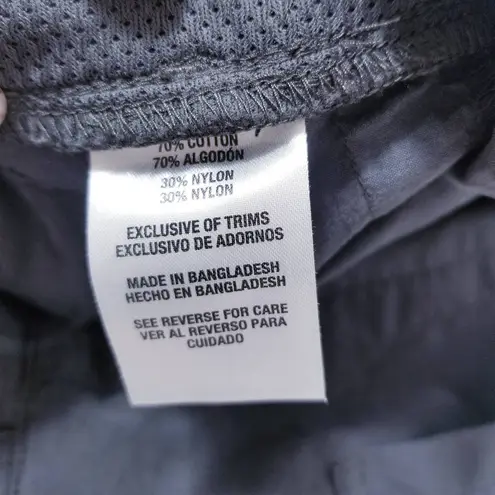 70% COTTON
70% ALGODÓN
30% NYLON
30% NYLON
EXCLUSIVE OF TRIMS
EXCLUSIVO DE ADORNOS
MADE IN BANGLADESH
HECHO EN BANGLADESH
SEE REVERSE FOR CARE
VER AL REVERSO PARA
CUIDADO